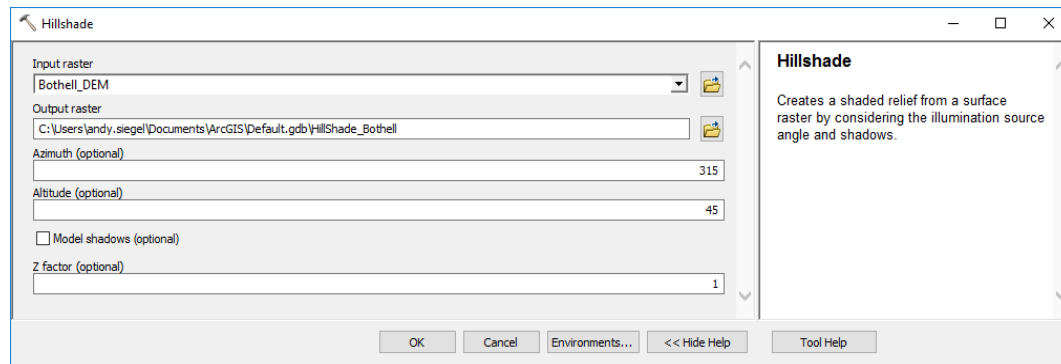 Hillshade
Input raster
Bothell_DEM
Output raster
C:\Users\andy.siegel\Documents\ArcGIS\Default.gdb\HillShade_Bothell
Azimuth (optional)
315
Altitude (optional)
45
Model shadows (optional)
Z factor (optional)
1
OK
Cancel
Environments...
<< Hide Help
Tool Help
Hillshade
Creates a shaded relief from a surface
raster by considering the illumination source
angle and shadows.